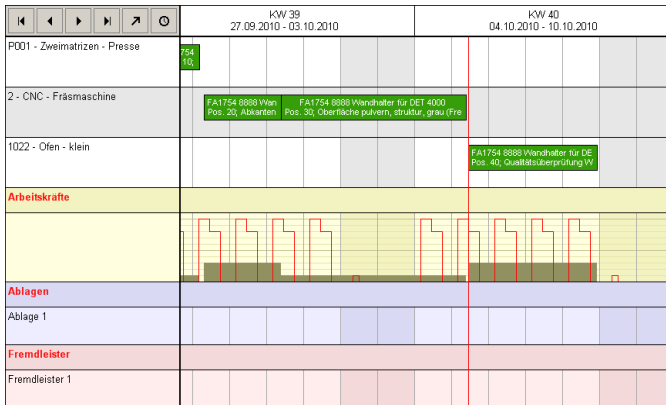 KW 39
27.09.2010 - 03.10.2010
KW 40
04.10.2010 - 10.10.2010
P001 - Zweimatrizen - Presse
754
10;
2 - CNC - Fräsmaschine
FA1754 8888 Wan
Pos. 20; Abkanten
FA1754 8888 Wandhalter für DET 4000
Pos. 30; Oberfläche pulvern, struktur, grau (Fre
1022 - Ofen - klein
FA1754 8888 Wandhalter für DE
Pos. 40; Qualitätsüberprüfung W
Arbeitskräfte
Ablagen
Ablage 1
Fremdleister
Fremdleister 1